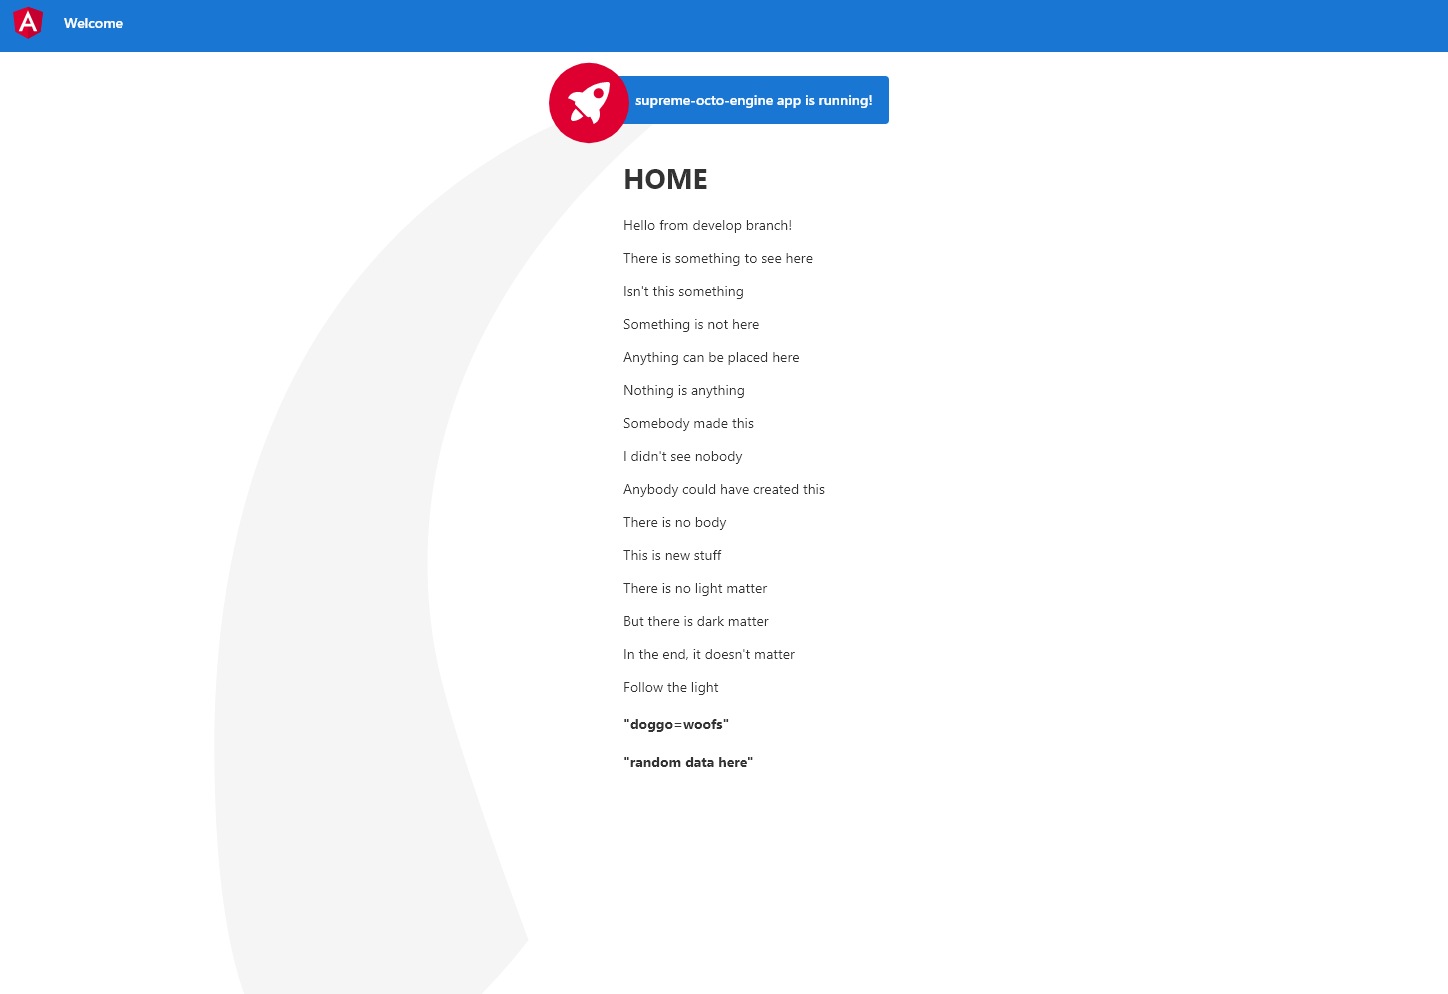 Welcome
supreme-octo-engine app is running!
HOME
Hello from develop branch!
There is something to see here
Isn't this something
Something is not here
Anything can be placed here
Nothing is anything
Somebody made this
I didn't see nobody
Anybody could have created this
There is no body
This is new stuff
There is no light matter
But there is dark matter
In the end, it doesn't matter
Follow the light
"doggo=woofs"
"random data here"